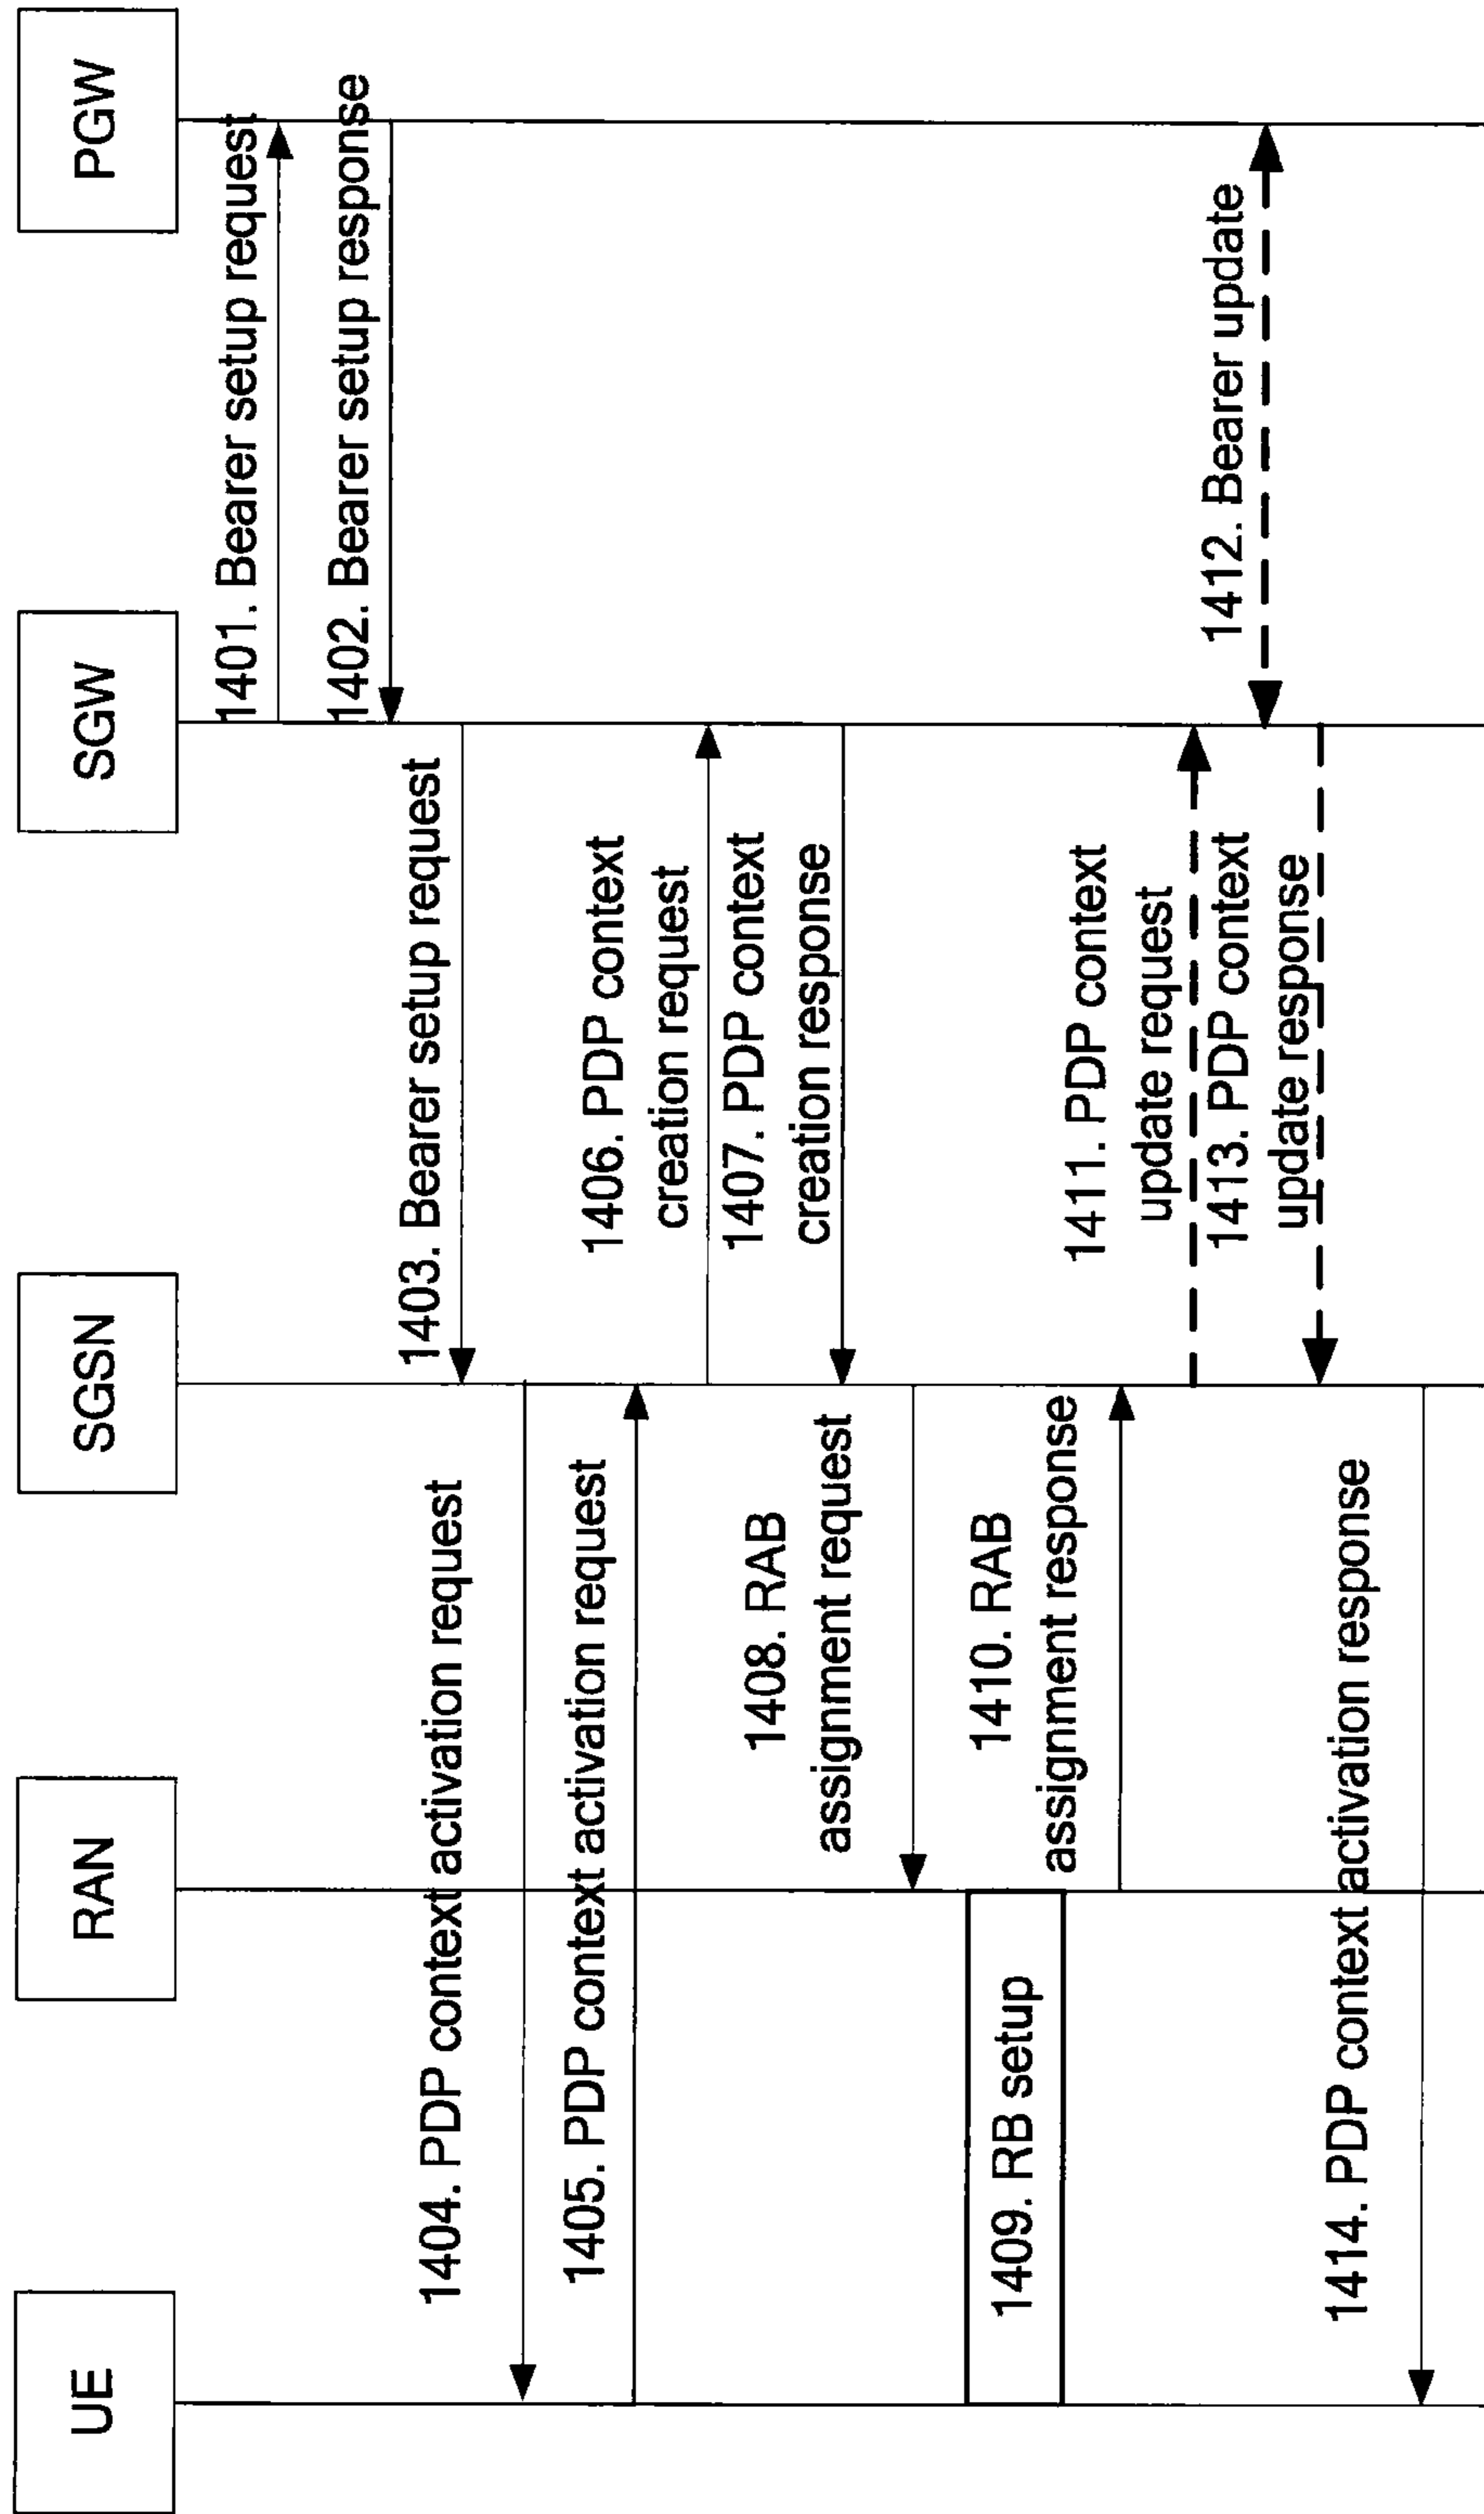 UE
RAN
SGSN
SGW
PGW
1401. Bearer setup request
1402. Bearer setup response
1403. Bearer setup request
1404. PDP context activation request
1405. PDP context activation request
1406. PDP context
creation request
1407. PDP context
creation response
1408. RAB
assignment request
1409. RB setup
1410. RAB
assignment response
1411. PDP context
update request
1412. Bearer update
1413. PDP context
update response
1414. PDP context activation response